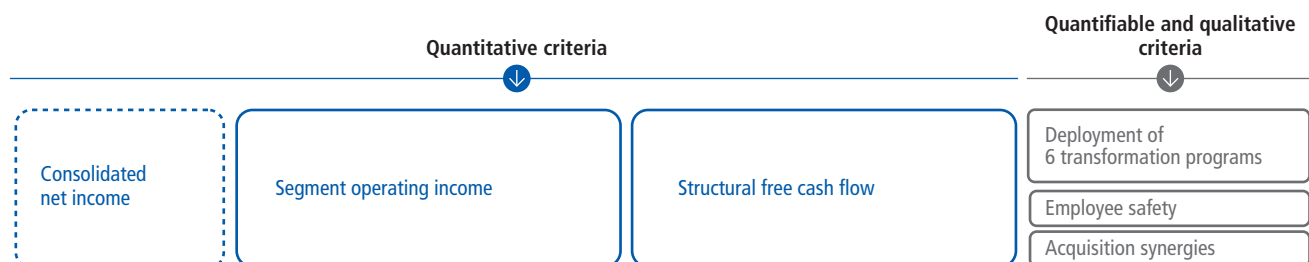 Quantitative criteria
Quantifiable and qualitative
criteria
Consolidated
net income
Segment operating income
Structural free cash flow
Deployment of
6 transformation programs
Employee safety
Acquisition synergies